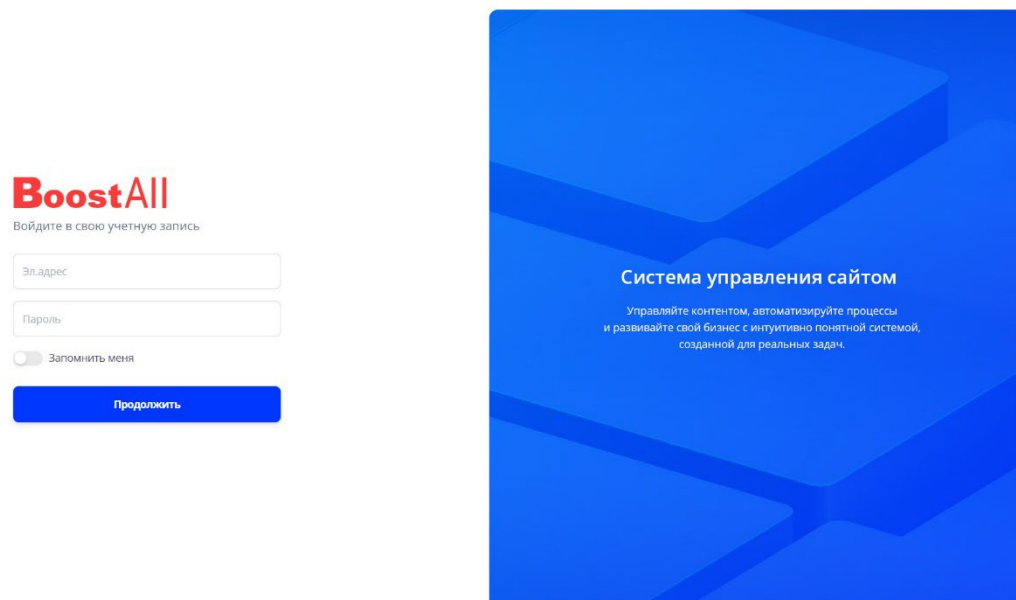 BoostAll
Войдите в свою учетную запись
Эл.адрес
Пароль
Запомнить меня
Продолжить
Система управления сайтом
Управляйте контентом, автоматизируйте процессы
и развивайте свой бизнес с интуитивно понятной системой,
созданной для реальных задач.